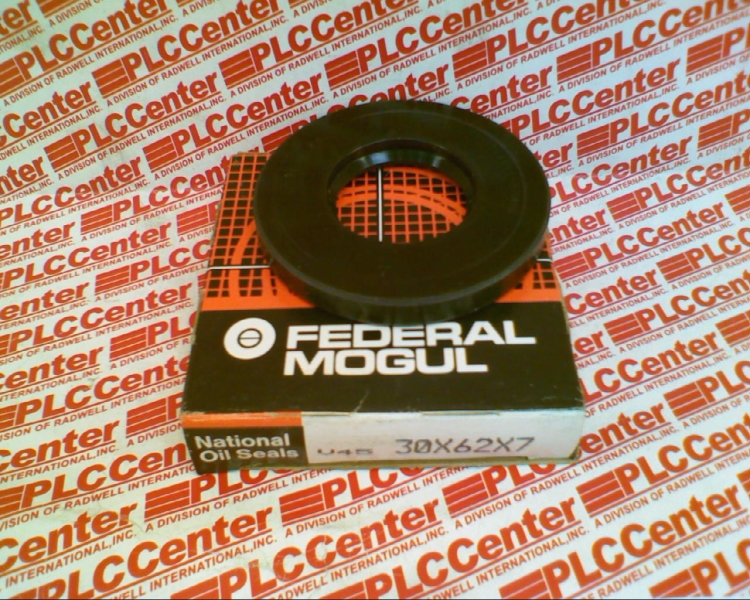 FEDERAL
MOGUL
National
Oil Seals
30X62X7
PLCCenter
A DIVISION OF RADWELL INTERNATIONAL, INC.